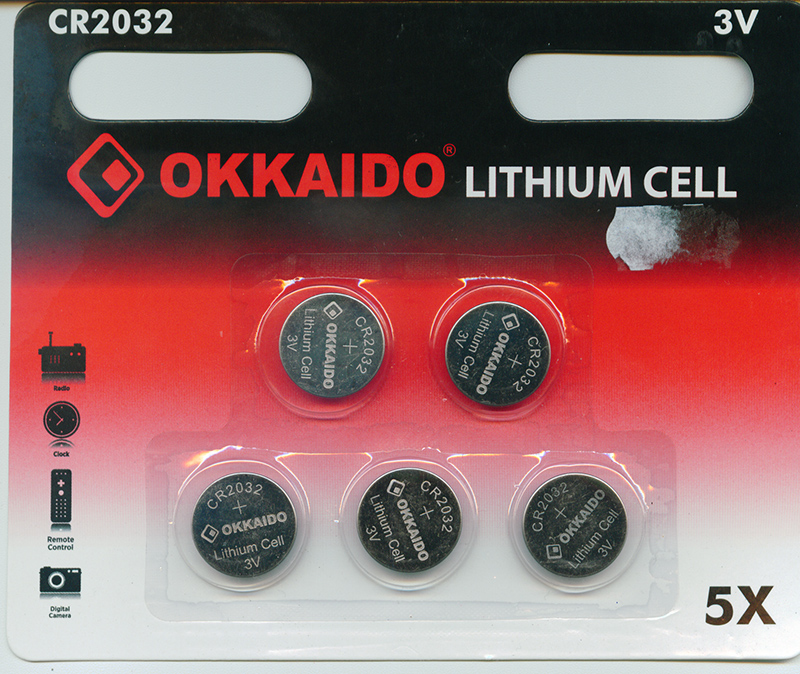 CR2032
3V
OKKAIDO® LITHIUM CELL
CR2032
+
OKKAIDO
Lithium Cell
3V
CR2032
+
OKKAIDO
Lithium Cell
3V
Radio
Clock
Remote
Control
Digital
Camera
CR2032
+
OKKAIDO
Lithium Cell
3V
CR2032
+
OKKAIDO
Lithium Cell
3V
CR2032
+
OKKAIDO
Lithium Cell
3V
5X